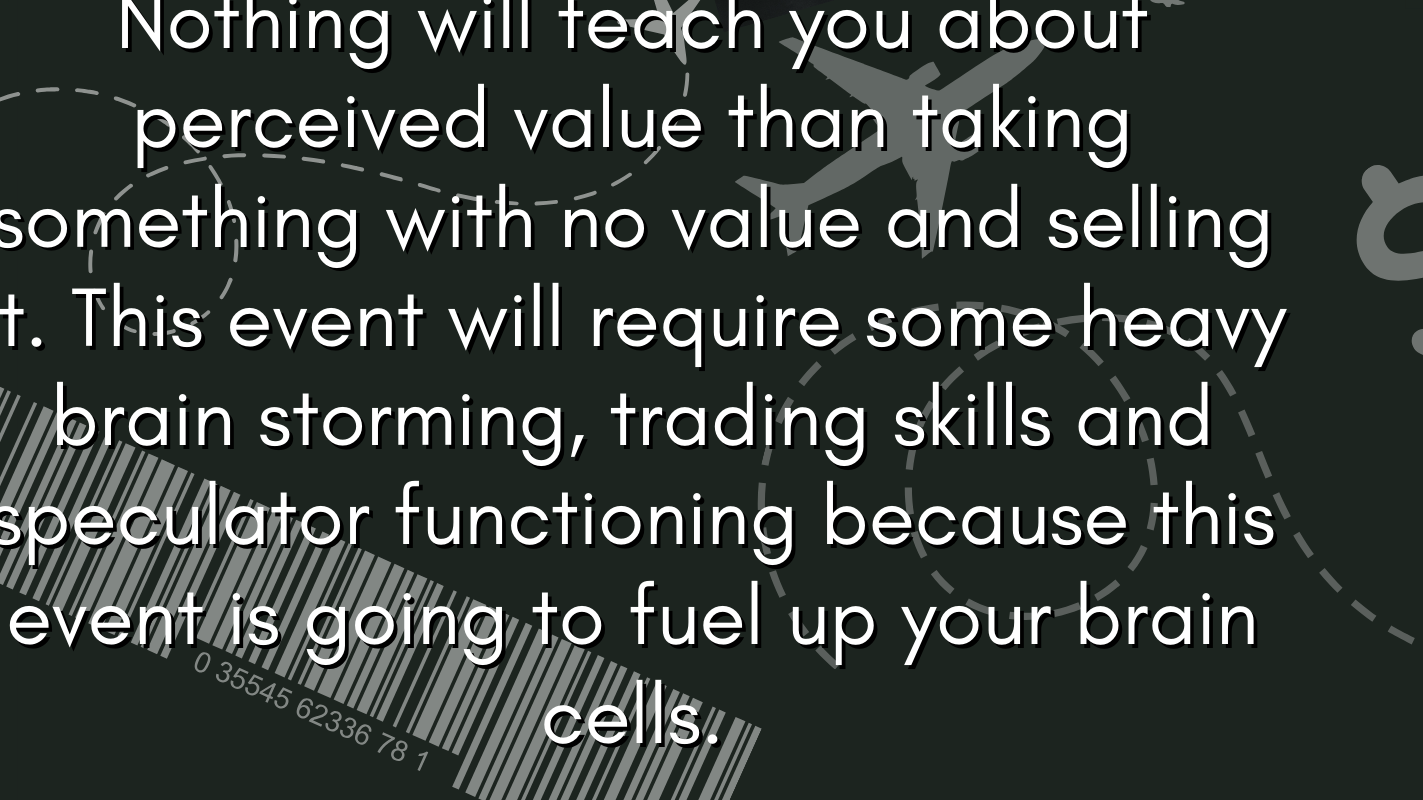 Nothing will teach you about
perceived value than taking
something with no value and selling
t. This event will require some heavy
brain storming, trading skills and
speculator functioning because this
event is going to fuel up your brain
cells.
0 35545 62336 78 1